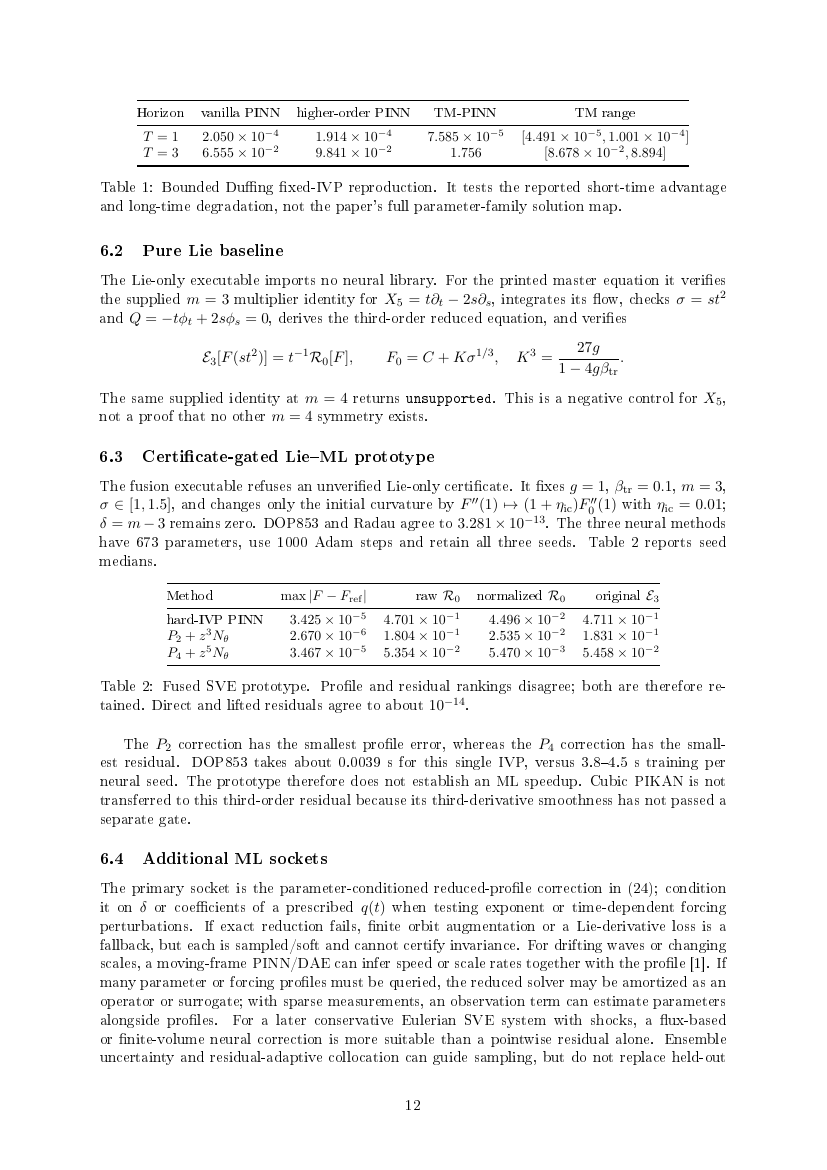 Horizon vanilla PINN higher-order PINN TM-PINN TM range
T = 1 2.050 × 10⁻⁴ 1.914 × 10⁻⁴ 7.585 × 10⁻⁵ [4.491 × 10⁻⁵, 1.001 × 10⁻⁴]
T = 3 6.555 × 10⁻² 9.841 × 10⁻² 1.756 [8.678 × 10⁻², 8.894]
Table 1: Bounded Duffing fixed-IVP reproduction. It tests the reported short-time advantage
and long-time degradation, not the paper's full parameter-family solution map.
6.2 Pure Lie baseline
The Lie-only executable imports no neural library. For the printed master equation it verifies
the supplied m = 3 multiplier identity for X₅ = t∂ₜ − 2s∂ₛ, integrates its flow, checks σ = st²
and Q = −tϕₜ + 2sϕₛ = 0, derives the third-order reduced equation, and verifies
ℰ₃[F(st²)] = t⁻¹ℛ₀[F], F₀ = C + Kσ^{1/3}, K³ = 27g / (1 − 4gβ_tr).
The same supplied identity at m = 4 returns unsupported. This is a negative control for X₅,
not a proof that no other m = 4 symmetry exists.
6.3 Certificate-gated Lie–ML prototype
The fusion executable refuses an unverified Lie-only certificate. It fixes g = 1, β_tr = 0.1, m = 3,
σ ∈ [1, 1.5], and changes only the initial curvature by F″(1) ↦ (1 + η_ic)F₀″(1) with η_ic = 0.01;
δ = m − 3 remains zero. DOP853 and Radau agree to 3.281 × 10⁻¹³. The three neural methods
have 673 parameters, use 1000 Adam steps and retain all three seeds. Table 2 reports seed
medians.
Method max |F − F_ref| raw ℛ₀ normalized ℛ₀ original ℰ₃
hard-IVP PINN 3.425 × 10⁻⁵ 4.701 × 10⁻¹ 4.496 × 10⁻² 4.711 × 10⁻¹
P₂ + z³N_θ 2.670 × 10⁻⁶ 1.804 × 10⁻¹ 2.535 × 10⁻² 1.831 × 10⁻¹
P₄ + z⁵N_θ 3.467 × 10⁻⁵ 5.354 × 10⁻² 5.470 × 10⁻³ 5.458 × 10⁻²
Table 2: Fused SVE prototype. Profile and residual rankings disagree; both are therefore re-
tained. Direct and lifted residuals agree to about 10⁻¹⁴.
The P₂ correction has the smallest profile error, whereas the P₄ correction has the small-
est residual. DOP853 takes about 0.0039 s for this single IVP, versus 3.8–4.5 s training per
neural seed. The prototype therefore does not establish an ML speedup. Cubic PIKAN is not
transferred to this third-order residual because its third-derivative smoothness has not passed a
separate gate.
6.4 Additional ML sockets
The primary socket is the parameter-conditioned reduced-profile correction in (24); condition
it on δ or coefficients of a prescribed q(t) when testing exponent or time-dependent forcing
perturbations. If exact reduction fails, finite orbit augmentation or a Lie-derivative loss is a
fallback, but each is sampled/soft and cannot certify invariance. For drifting waves or changing
scales, a moving-frame PINN/DAE can infer speed or scale rates together with the profile [1]. If
many parameter or forcing profiles must be queried, the reduced solver may be amortized as an
operator or surrogate; with sparse measurements, an observation term can estimate parameters
alongside profiles. For a later conservative Eulerian SVE system with shocks, a flux-based
or finite-volume neural correction is more suitable than a pointwise residual alone. Ensemble
uncertainty and residual-adaptive collocation can guide sampling, but do not replace held-out
12